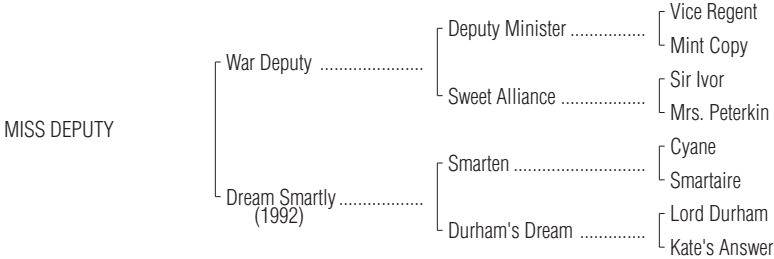 Vice Regent
Deputy Minister ................
Mint Copy
War Deputy ......................
Sir Ivor
Sweet Alliance ..................
Mrs. Peterkin
MISS DEPUTY
Cyane
Smarten ............................
Smartaire
Dream Smartly ..................
(1992)
Lord Durham
Durham's Dream ..............
Kate's Answer